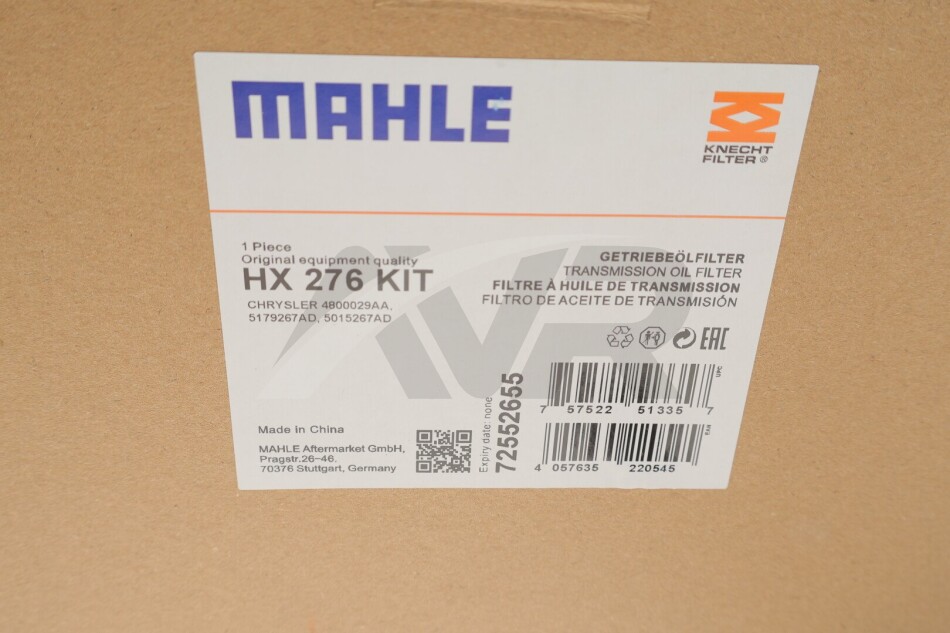 MAHLE
KNECHT
FILTER®
1 Piece
Original equipment quality
HX 276 KIT
CHRYSLER 4800029AA,
5179267AD, 5015267AD
GETRIEBEÖLFILTER
TRANSMISSION OIL FILTER
FILTRE À HUILE DE TRANSMISSION
FILTRO DE ACEITE DE TRANSMISIÓN
EAC
NVR
Made in China
MAHLE Aftermarket GmbH,
Pragstr.26-46.
70376 Stuttgart, Germany
Expiry date: none
72552655
7 57522 51335 7
4 057635 220545